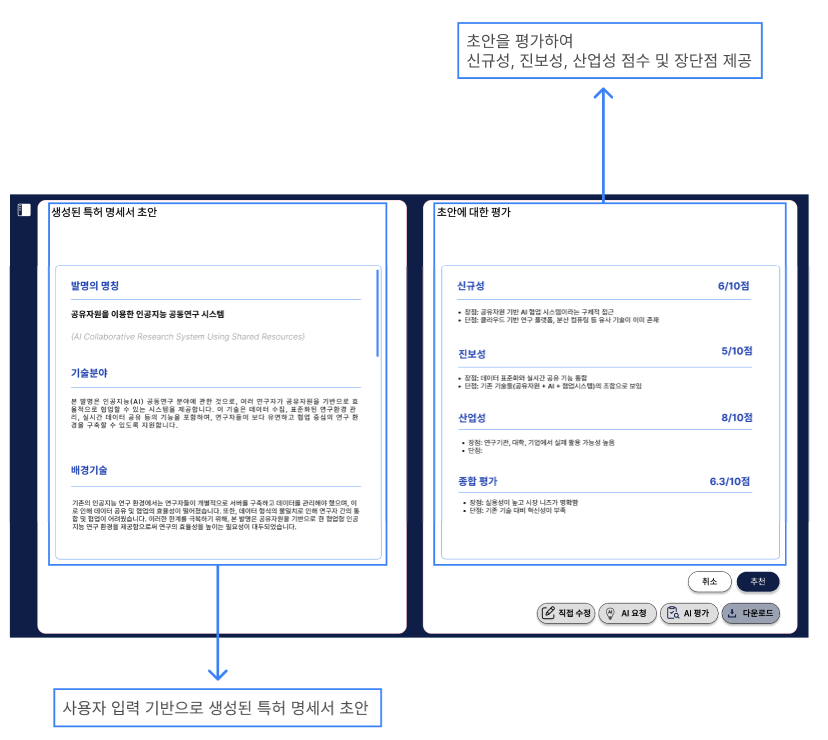 초안을 평가하여
신규성, 진보성, 산업성 점수 및 장단점 제공
생성된 특허 명세서 초안
발명의 명칭
공유자원을 이용한 인공지능 공동연구 시스템
(AI Collaborative Research System Using Shared Resources)
기술분야
본 발명은 인공지능(AI) 공동연구 분야에 관한 것으로, 여러 연구자가 공유자원을 기반으로 효
율적으로 협업할 수 있는 시스템을 제공합니다. 이 기술은 데이터 수집, 표준화된 연구환경 관
리, 실시간 데이터 공유 등의 기능을 포함하며, 연구자들이 보다 유연하고 협업 중심의 연구 환
경을 구축할 수 있도록 지원합니다.
배경기술
기존의 인공지능 연구 환경에서는 연구자들이 개별적으로 서버를 구축하고 데이터를 관리해야 했으며, 이
로 인해 데이터 공유 및 협업의 효율성이 떨어졌습니다. 또한, 데이터 형식의 불일치로 인해 연구자 간의 통
합 및 협업이 어려웠습니다. 이러한 한계를 극복하기 위해, 본 발명은 공유자원을 기반으로 한 협업형 인공
지능 연구 환경을 제공함으로써 연구의 효율성을 높이는 필요성이 대두되었습니다.
초안에 대한 평가
신규성 6/10점
• 장점: 공유자원 기반 AI 협업 시스템이라는 구체적 접근
• 단점: 클라우드 기반 연구 플랫폼, 분산 컴퓨팅 등 유사 기술이 이미 존재
진보성 5/10점
• 장점: 데이터 표준화와 실시간 공유 기능 통합
• 단점: 기존 기술들(공유자원 + AI + 협업시스템)의 조합으로 보임
산업성 8/10점
• 장점: 연구기관, 대학, 기업에서 실제 활용 가능성 높음
• 단점:
종합 평가 6.3/10점
• 장점: 실용성이 높고 시장 니즈가 명확함
• 단점: 기존 기술 대비 혁신성이 부족
취소 추천
직접 수정 AI 요청 AI 평가 다운로드
사용자 입력 기반으로 생성된 특허 명세서 초안